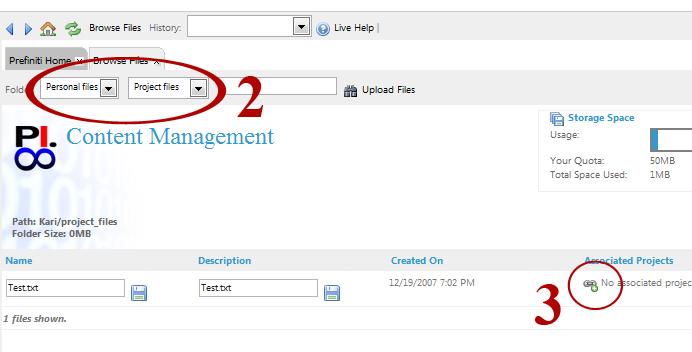 Browse Files History: Live Help |
Prefiniti Home x Browse Files x
Folder Personal files Project files Upload Files
2
PI.
Content Management
Storage Space
Usage:
Your Quota: 50MB
Total Space Used: 1MB
Path: Kari/project_files
Folder Size: 0MB
Name Description Created On Associated Projects
Test.txt Test.txt 12/19/2007 7:02 PM No associated projec
3
1 files shown.